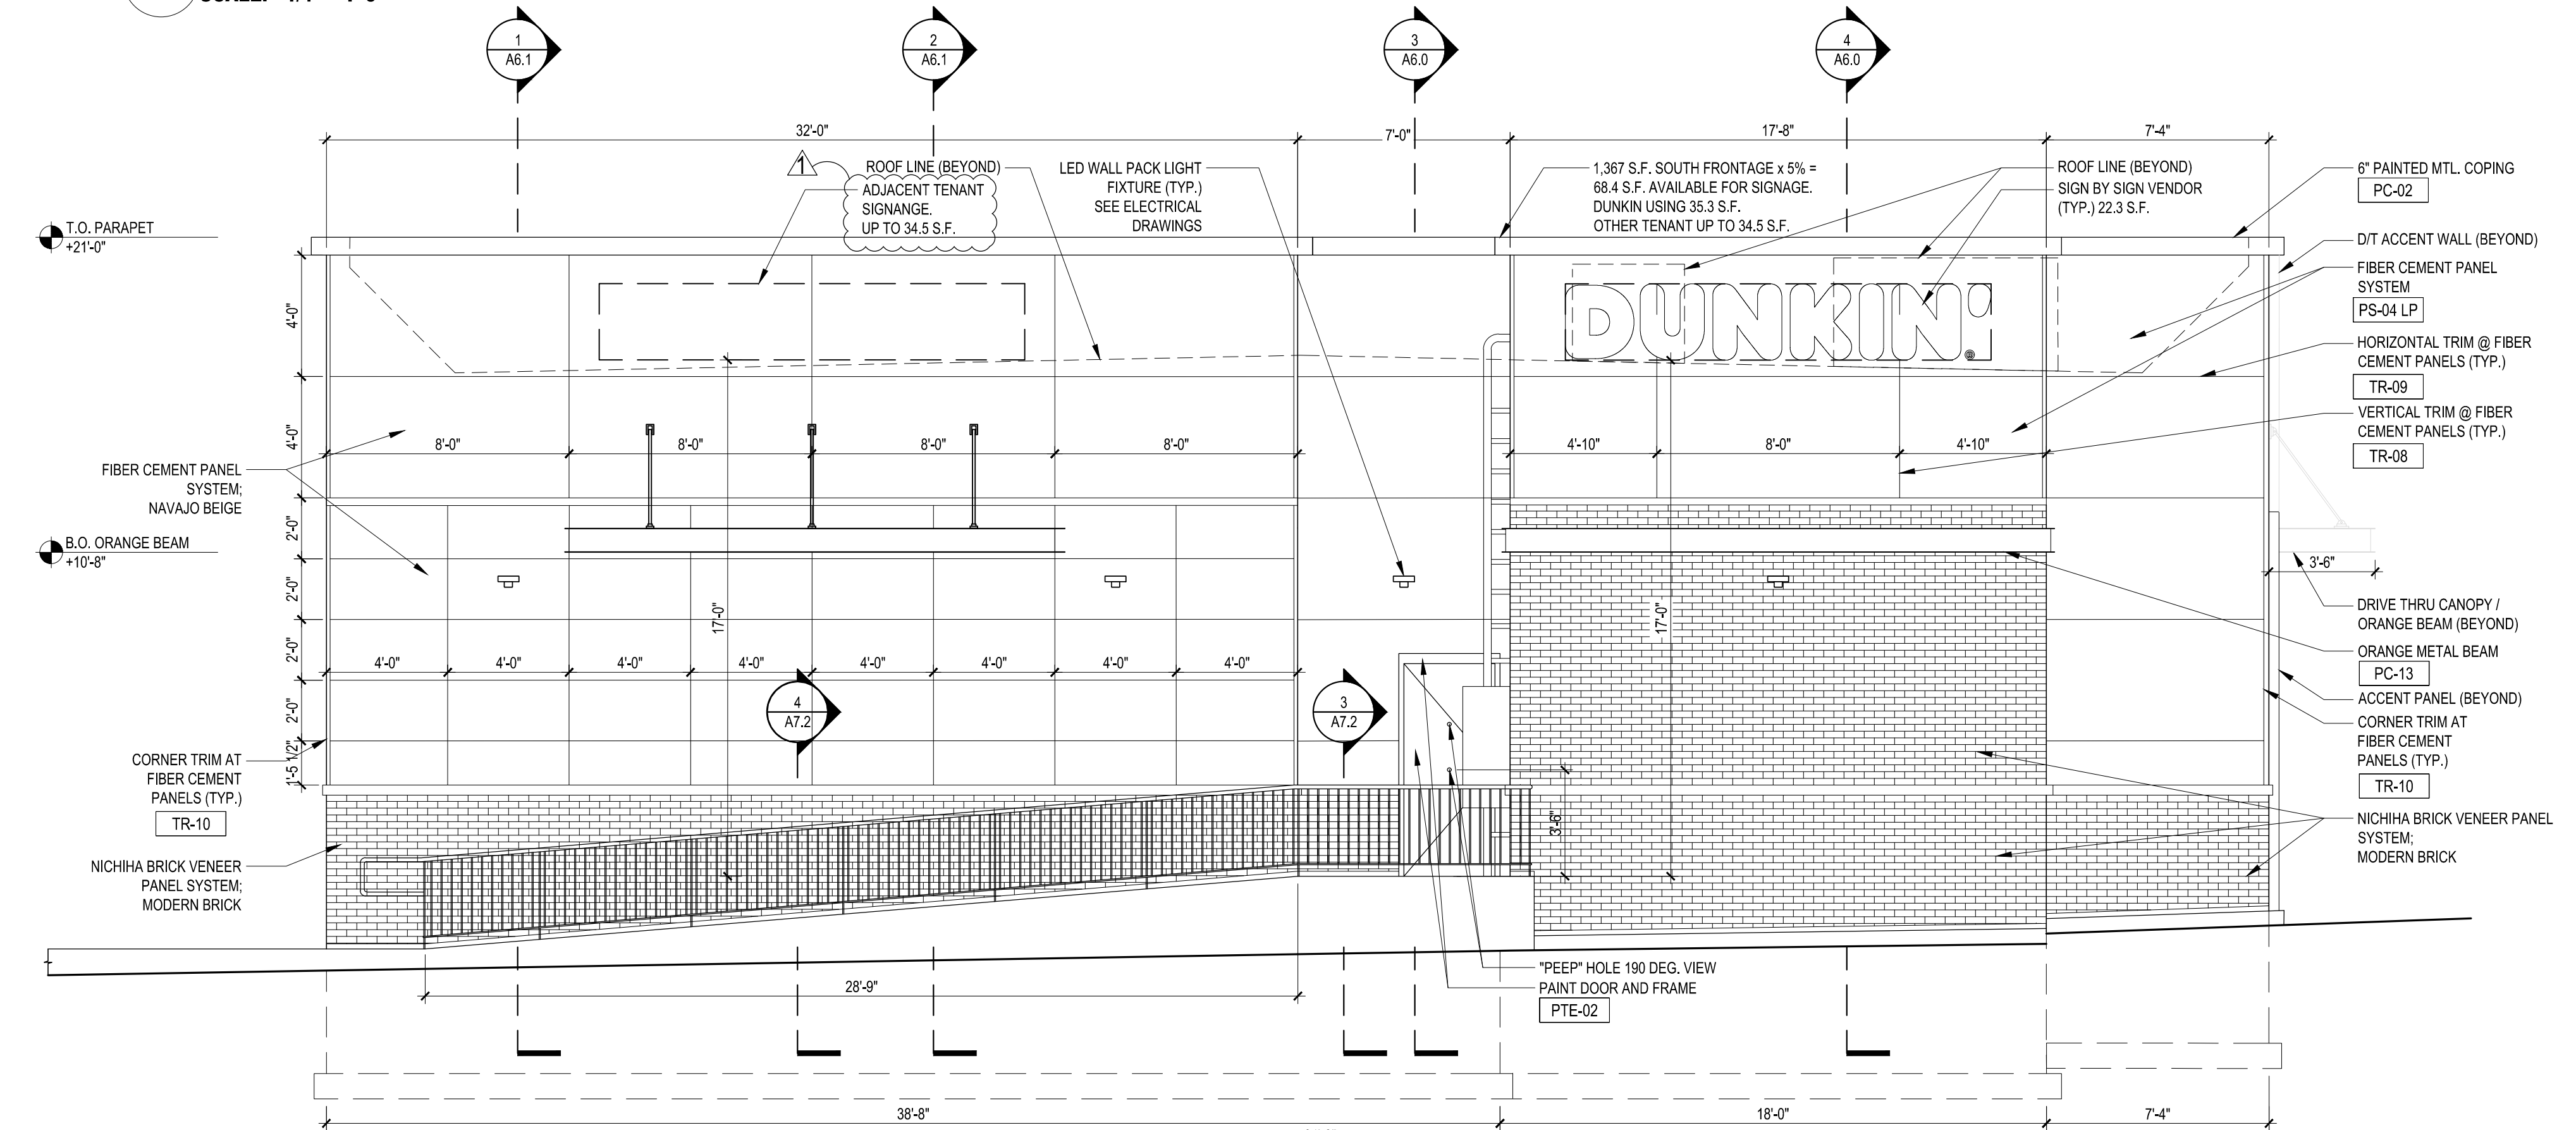 1
A6.1
2
A6.1
3
A6.0
4
A6.0
32'-0"
7'-0"
17'-8"
7'-4"
1
ROOF LINE (BEYOND)
ADJACENT TENANT
SIGNANGE.
UP TO 34.5 S.F.
LED WALL PACK LIGHT
FIXTURE (TYP.)
SEE ELECTRICAL
DRAWINGS
1,367 S.F. SOUTH FRONTAGE x 5% =
68.4 S.F. AVAILABLE FOR SIGNAGE.
DUNKIN USING 35.3 S.F.
OTHER TENANT UP TO 34.5 S.F.
ROOF LINE (BEYOND)
SIGN BY SIGN VENDOR
(TYP.) 22.3 S.F.
6" PAINTED MTL. COPING
PC-02
D/T ACCENT WALL (BEYOND)
FIBER CEMENT PANEL
SYSTEM
PS-04 LP
HORIZONTAL TRIM @ FIBER
CEMENT PANELS (TYP.)
TR-09
VERTICAL TRIM @ FIBER
CEMENT PANELS (TYP.)
TR-08
T.O. PARAPET
+21'-0"
DUNKIN'
®
4'-0"
4'-0"
8'-0"
8'-0"
8'-0"
8'-0"
4'-10"
8'-0"
4'-10"
FIBER CEMENT PANEL
SYSTEM;
NAVAJO BEIGE
B.O. ORANGE BEAM
+10'-8"
2'-0"
2'-0"
2'-0"
2'-0"
1'-5 1/2"
17'-0"
17'-0"
3'-6"
4'-0"
4'-0"
4'-0"
4'-0"
4'-0"
4'-0"
4'-0"
4'-0"
4
A7.2
3
A7.2
DRIVE THRU CANOPY /
ORANGE BEAM (BEYOND)
ORANGE METAL BEAM
PC-13
ACCENT PANEL (BEYOND)
CORNER TRIM AT
FIBER CEMENT
PANELS (TYP.)
TR-10
CORNER TRIM AT
FIBER CEMENT
PANELS (TYP.)
TR-10
NICHIHA BRICK VENEER PANEL
SYSTEM;
MODERN BRICK
NICHIHA BRICK VENEER
PANEL SYSTEM;
MODERN BRICK
3'-6"
"PEEP" HOLE 190 DEG. VIEW
PAINT DOOR AND FRAME
PTE-02
28'-9"
38'-8"
18'-0"
7'-4"